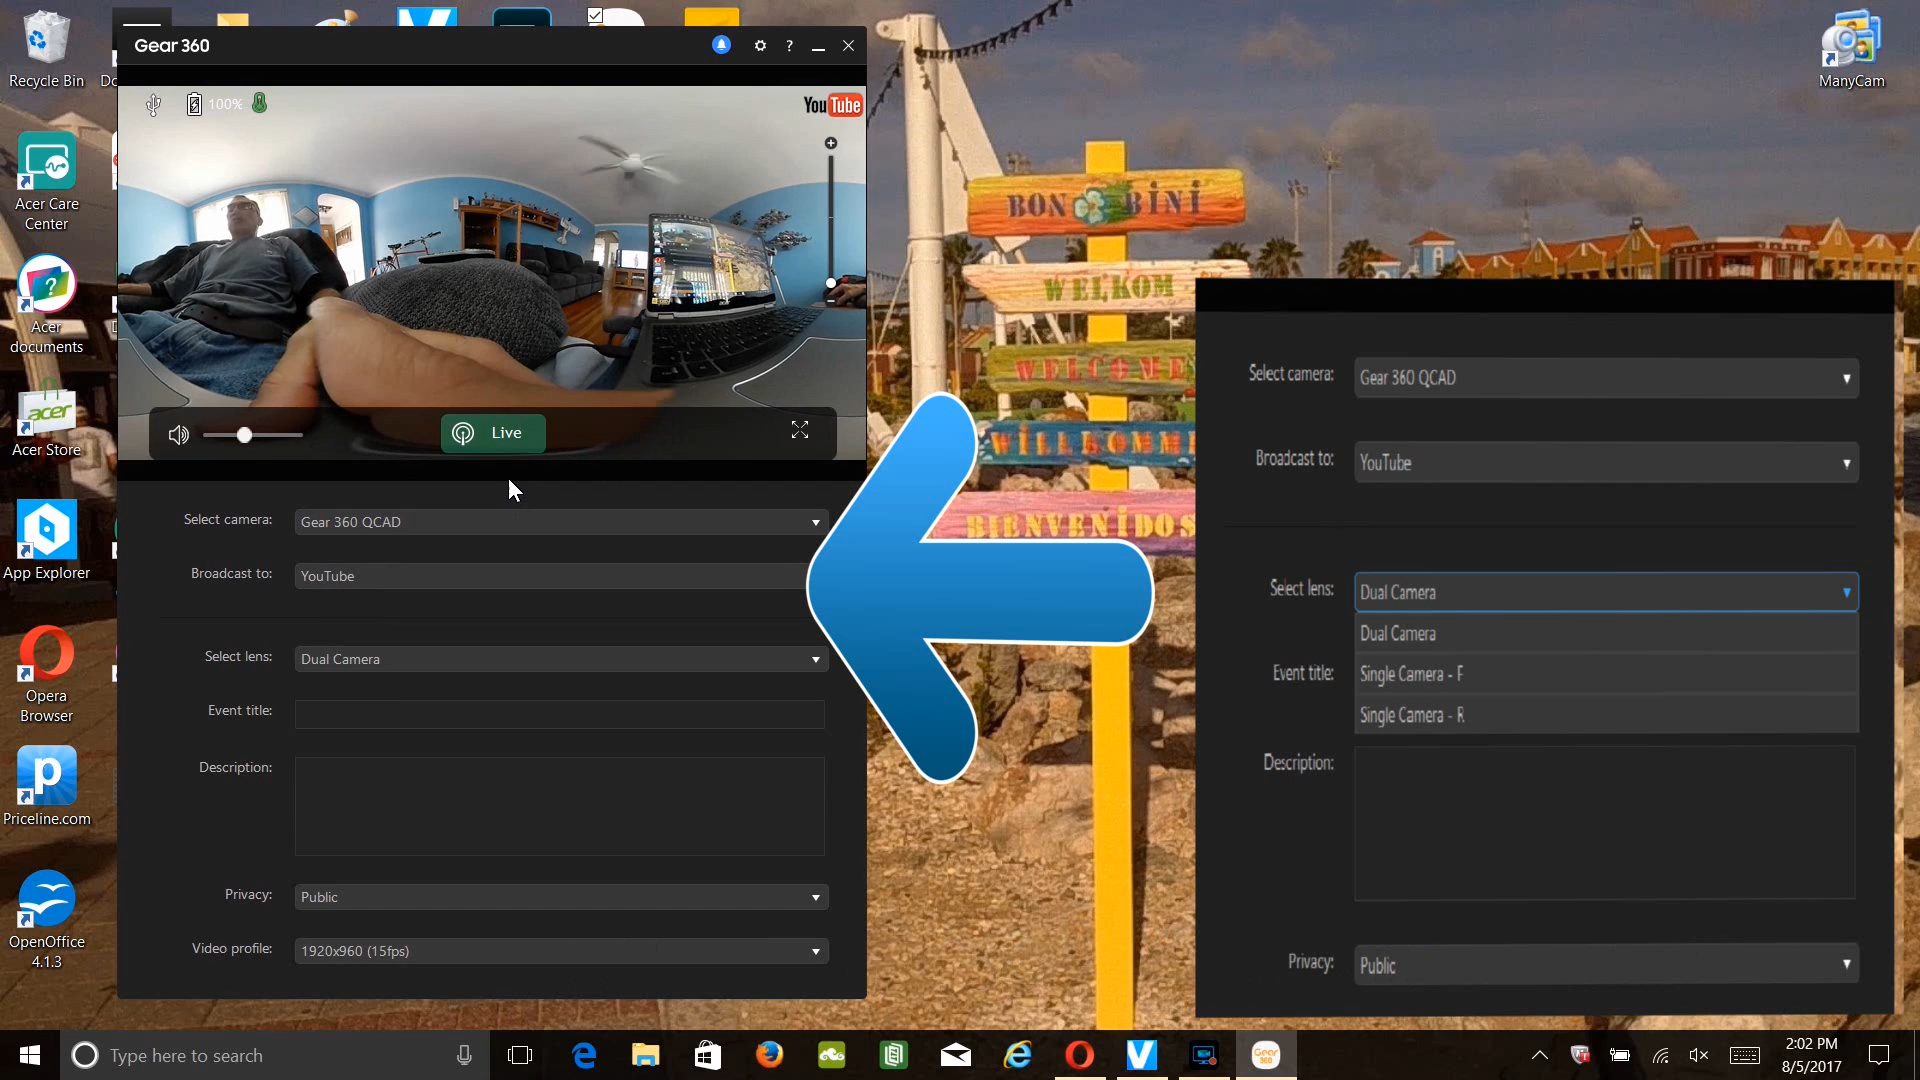 Recycle Bin
Gear 360
?
100%
YouTube
ManyCam
Acer Care
Center
Acer
documents
acer
Acer Store
App Explorer
Opera
Browser
Priceline.com
OpenOffice
4.1.3
BON BINI
WELKOM
WELCOME
WILLKOMM
BIENVENIDOS
Live
Select camera:
Gear 360 QCAD
Broadcast to:
YouTube
Select lens:
Dual Camera
Event title:
Description:
Privacy:
Public
Video profile:
1920x960 (15fps)
Select camera:
Gear 360 QCAD
Broadcast to:
YouTube
Select lens:
Dual Camera
Dual Camera
Event title:
Single Camera - F
Single Camera - R
Description:
Privacy:
Public
Type here to search
Gear
360
2:02 PM
8/5/2017